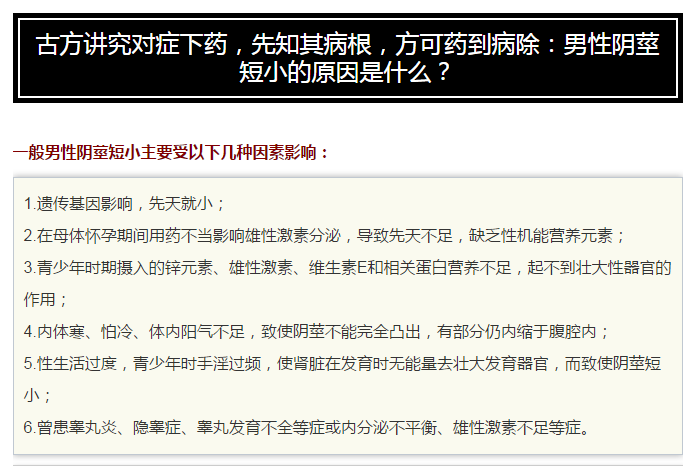 古方讲究对症下药，先知其病根，方可药到病除：男性阴莖
短小的原因是什么？
一般男性阴莖短小主要受以下几种因素影响：
1.遗传基因影响，先天就小；
2.在母体怀孕期间用药不当影响雄性激素分泌，导致先天不足，缺乏性机能营养元素；
3.青少年时期摄入的锌元素、雄性激素、维生素E和相关蛋白营养不足，起不到壮大性器官的
作用；
4.内体寒、怕冷、体内阳气不足，致使阴莖不能完全凸出，有部分仍内缩于腹腔内；
5.性生活过度，青少年时手淫过频，使肾脏在发育时无能量去壮大发育器官，而致使阴莖短
小；
6.曾患睾丸炎、隐睾症、睾丸发育不全等症或内分泌不平衡、雄性激素不足等症。